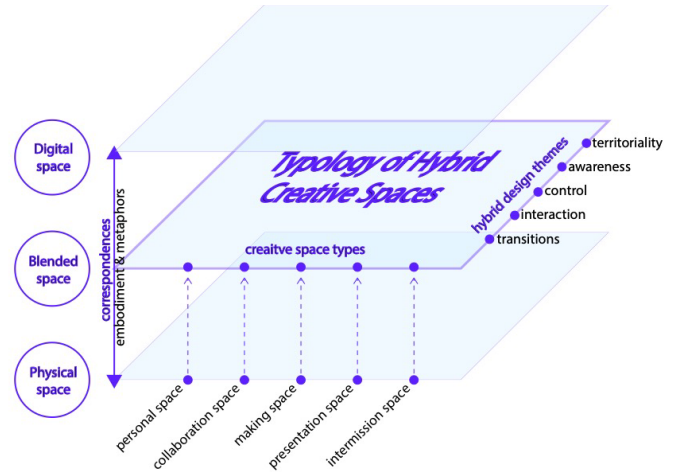 Digital
space
Blended
space
Physical
space
correspondences
embodiment & metaphors
Typology of Hybrid
Creative Spaces
creaitve space types
hybrid design themes
territoriality
awareness
control
interaction
transitions
personal space
collaboration space
making space
presentation space
intermission space